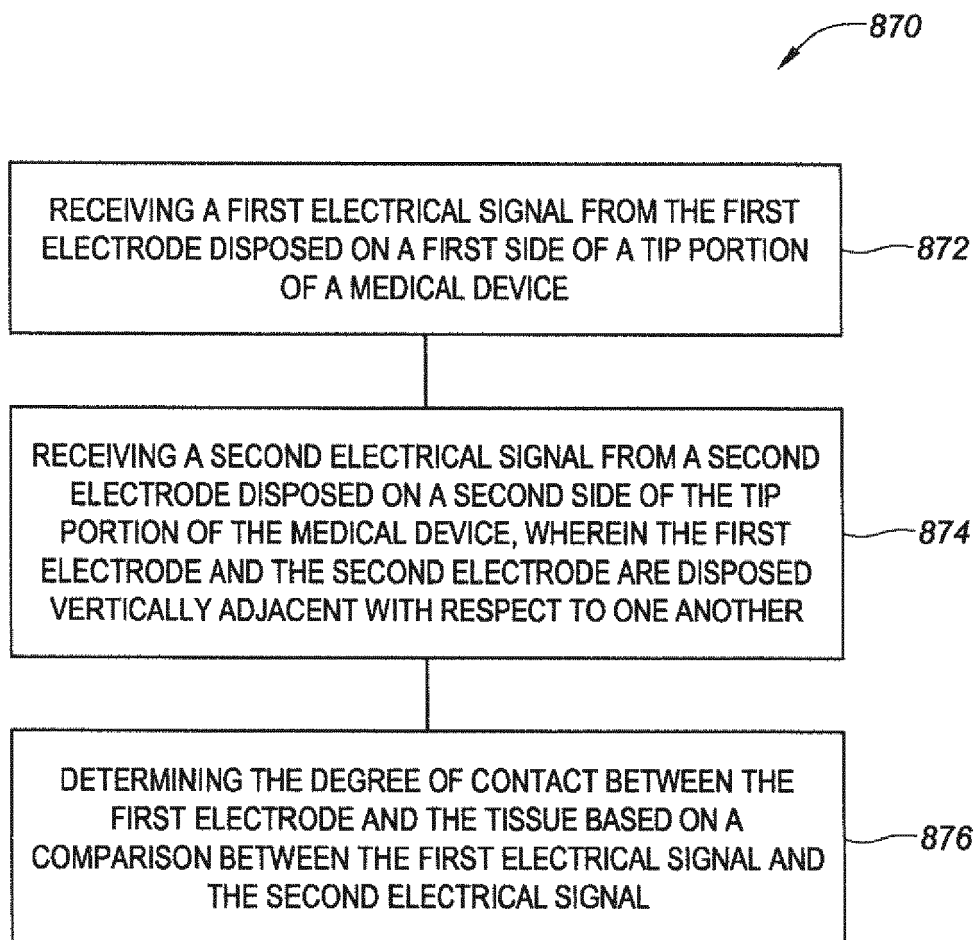 870
RECEIVING A FIRST ELECTRICAL SIGNAL FROM THE FIRST
ELECTRODE DISPOSED ON A FIRST SIDE OF A TIP PORTION
OF A MEDICAL DEVICE
872
RECEIVING A SECOND ELECTRICAL SIGNAL FROM A SECOND
ELECTRODE DISPOSED ON A SECOND SIDE OF THE TIP
PORTION OF THE MEDICAL DEVICE, WHEREIN THE FIRST
ELECTRODE AND THE SECOND ELECTRODE ARE DISPOSED
VERTICALLY ADJACENT WITH RESPECT TO ONE ANOTHER
874
DETERMINING THE DEGREE OF CONTACT BETWEEN THE
FIRST ELECTRODE AND THE TISSUE BASED ON A
COMPARISON BETWEEN THE FIRST ELECTRICAL SIGNAL AND
THE SECOND ELECTRICAL SIGNAL
876